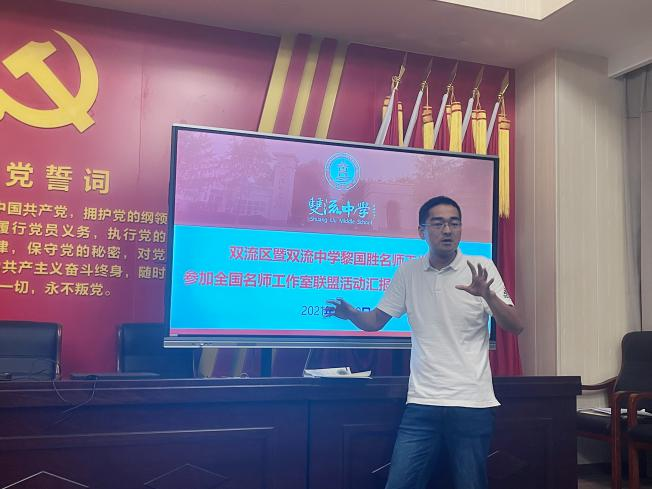 党誓词
中国共产党，拥护党的纲领
履行党员义务，执行党的
律，保守党的秘密，对党
共产主义奋斗终身，随时
一切，永不叛党。
雙流中学
Shuang Liu Middle School
双流区暨双流中学黎国胜名师工
参加全国名师工作室联盟活动汇报
2021